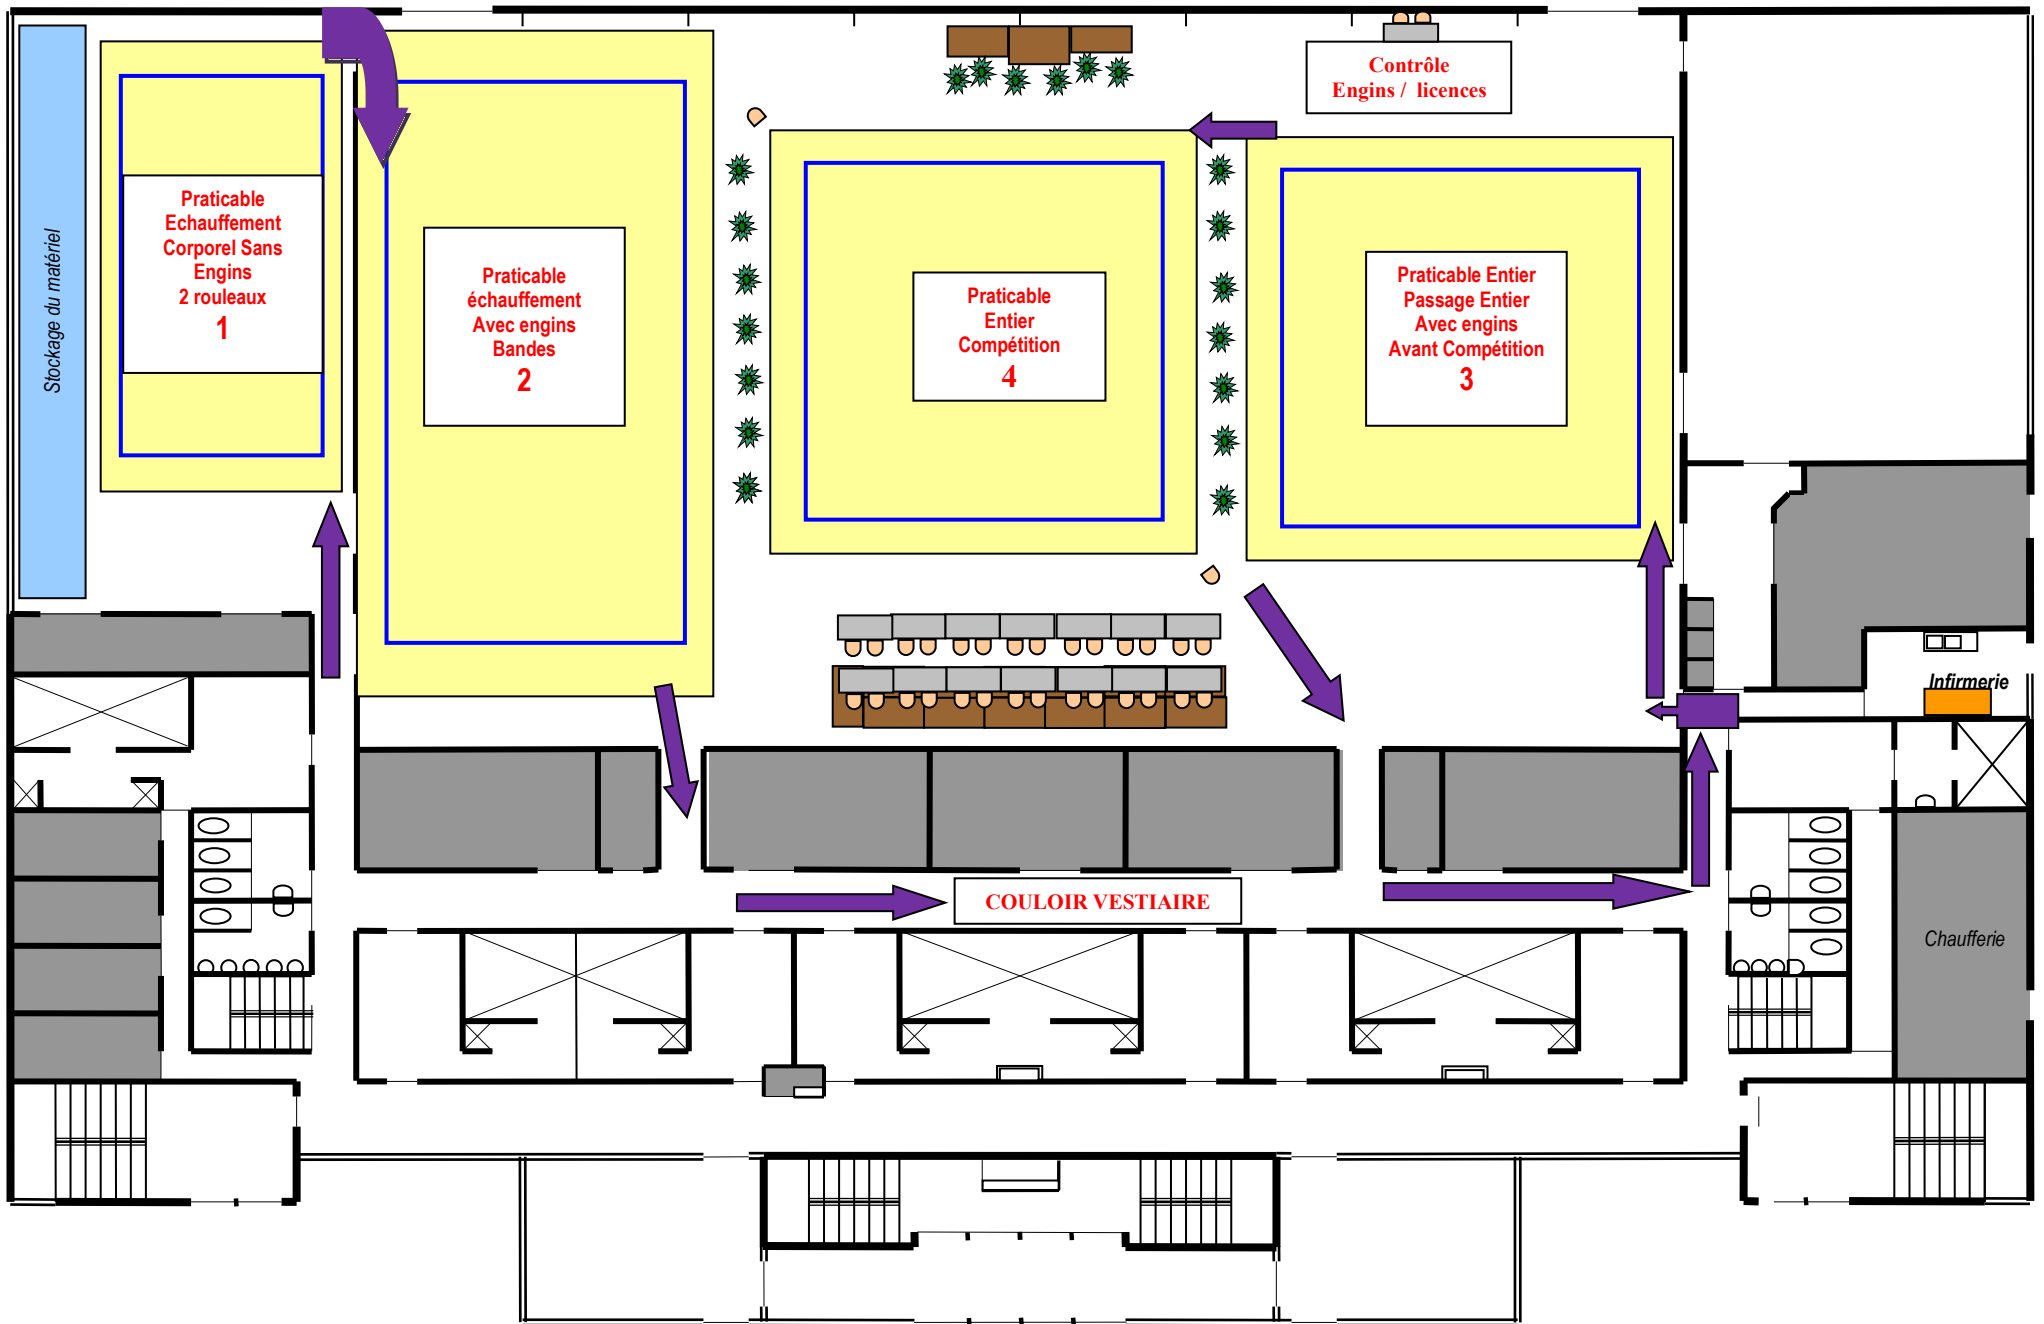 Contrôle
Engins / licences
Stockage du matériel
Praticable
Echauffement
Corporel Sans
Engins
2 rouleaux
1
Praticable
échauffement
Avec engins
Bandes
2
Praticable
Entier
Compétition
4
Praticable Entier
Passage Entier
Avec engins
Avant Compétition
3
Infirmerie
COULOIR VESTIAIRE
Chaufferie